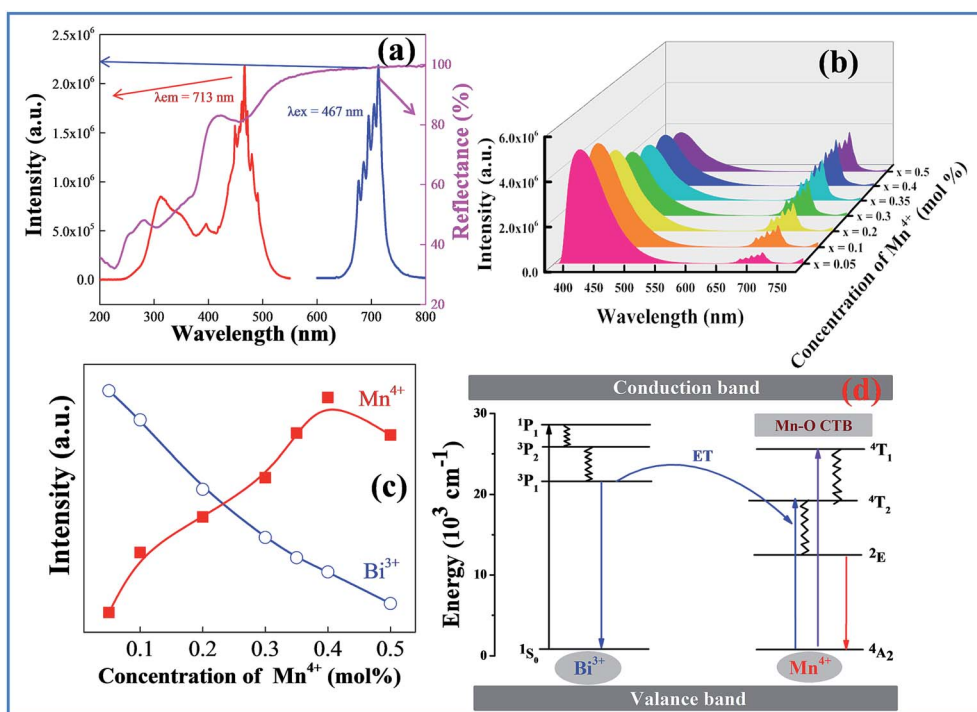 (a)
2.5x10⁶
2.0x10⁶
1.5x10⁶
1.0x10⁶
5.0x10⁵
0.0
Intensity (a.u.)
λem = 713 nm
λex = 467 nm
100
80
60
40
20
Reflectance (%)
200 300 400 500 600 700 800
Wavelength (nm)
(b)
6.0x10⁶
4.0x10⁶
2.0x10⁶
0.0
Intensity (a.u.)
x = 0.5
x = 0.4
x = 0.35
x = 0.3
x = 0.2
x = 0.1
x = 0.05
Concentration of Mn⁴⁺ (mol %)
400 450 500 550 600 650 700 750
Wavelength (nm)
Intensity (a.u.)
Mn⁴⁺
(c)
Bi³⁺
0.1 0.2 0.3 0.4 0.5
Concentration of Mn⁴⁺ (mol%)
(d)
Conduction band
30
20
10
0
Energy (10³ cm⁻¹)
¹P₁
³P₂
³P₁
¹S₀
ET
Mn-O CTB
⁴T₁
⁴T₂
²E
⁴A₂
Bi³⁺
Mn⁴⁺
Valance band